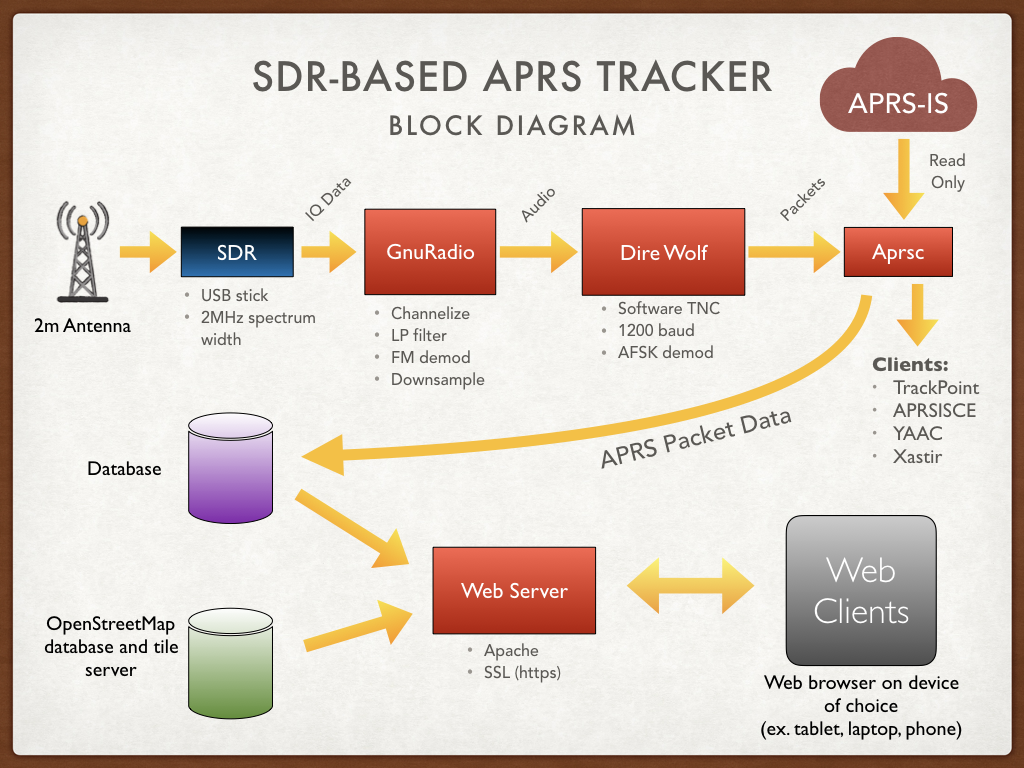 SDR-BASED APRS TRACKER
BLOCK DIAGRAM
APRS-IS
Read
Only
IQ Data
Audio
Packets
SDR
GnuRadio
Dire Wolf
Aprsc
2m Antenna
• USB stick
• 2MHz spectrum
width
• Channelize
• LP filter
• FM demod
• Downsample
• Software TNC
• 1200 baud
• AFSK demod
Clients:
• TrackPoint
• APRSISCE
• YAAC
• Xastir
APRS Packet Data
Database
Web Server
• Apache
• SSL (https)
Web
Clients
OpenStreetMap
database and tile
server
Web browser on device
of choice
(ex. tablet, laptop, phone)